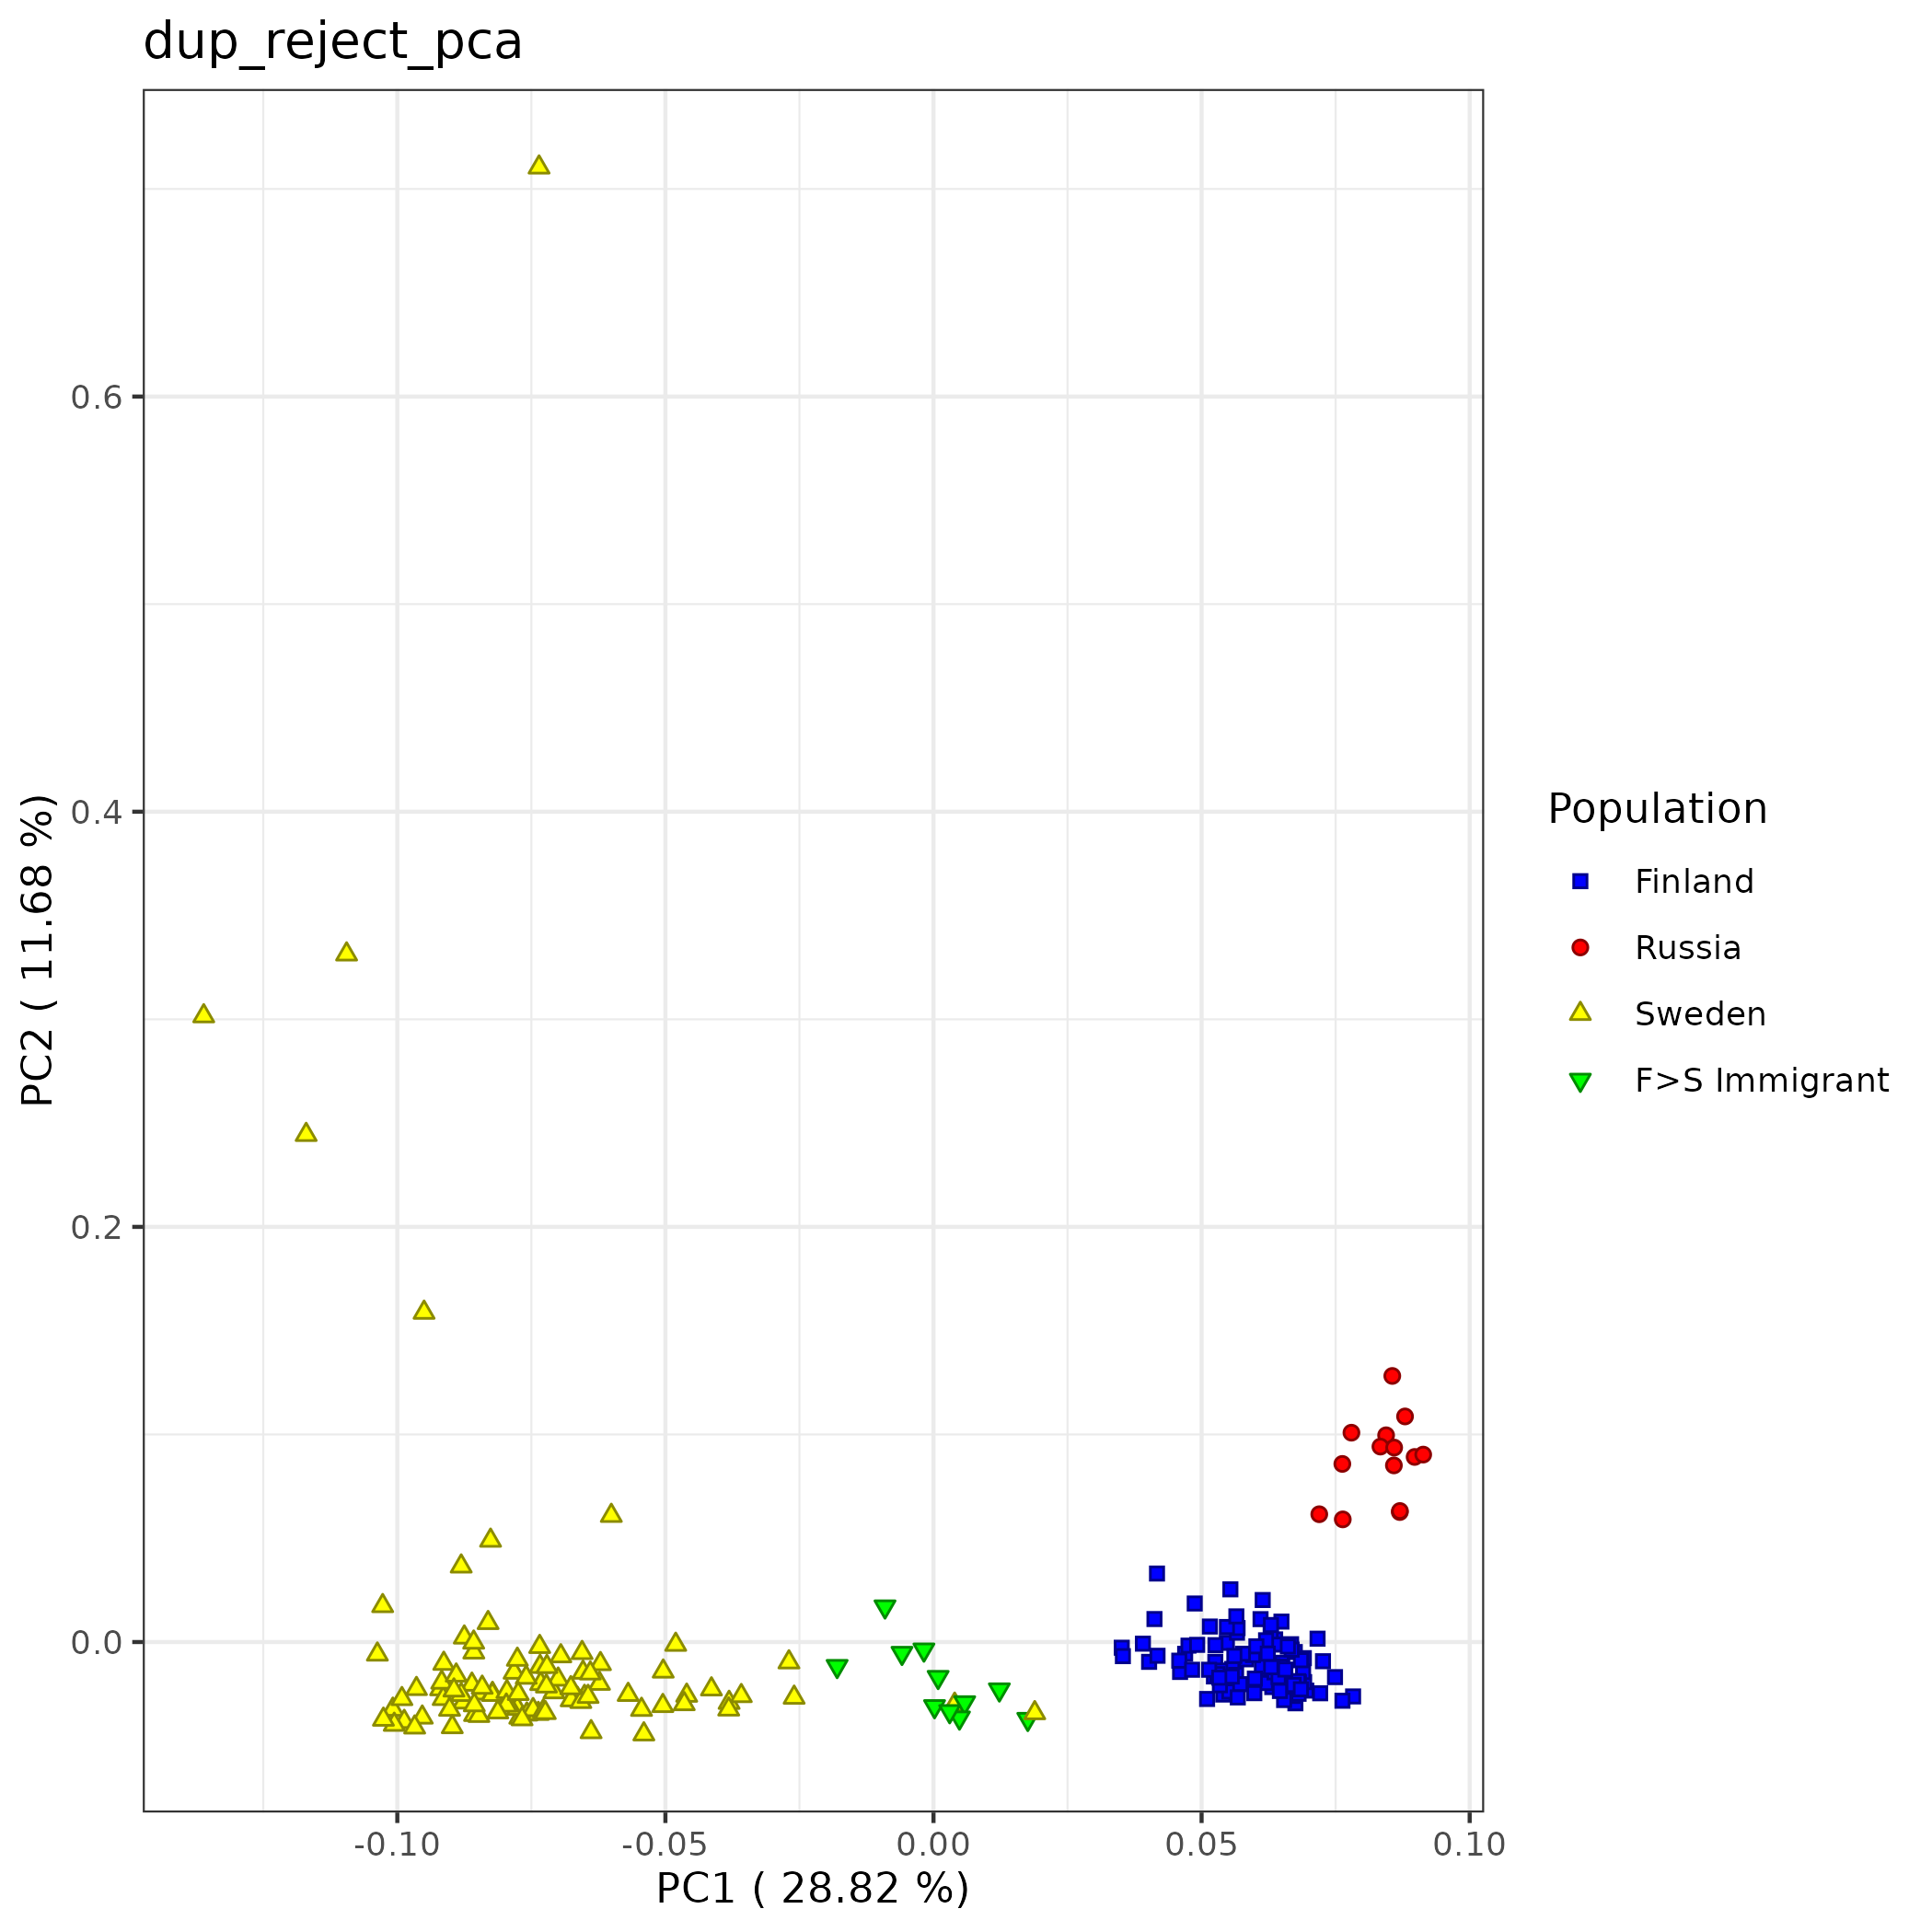 dup_reject_pca
0.6
0.4
0.2
0.0
PC2 ( 11.68 %)
-0.10
-0.05
0.00
0.05
0.10
PC1 ( 28.82 %)
Population
Finland
Russia
Sweden
F>S Immigrant